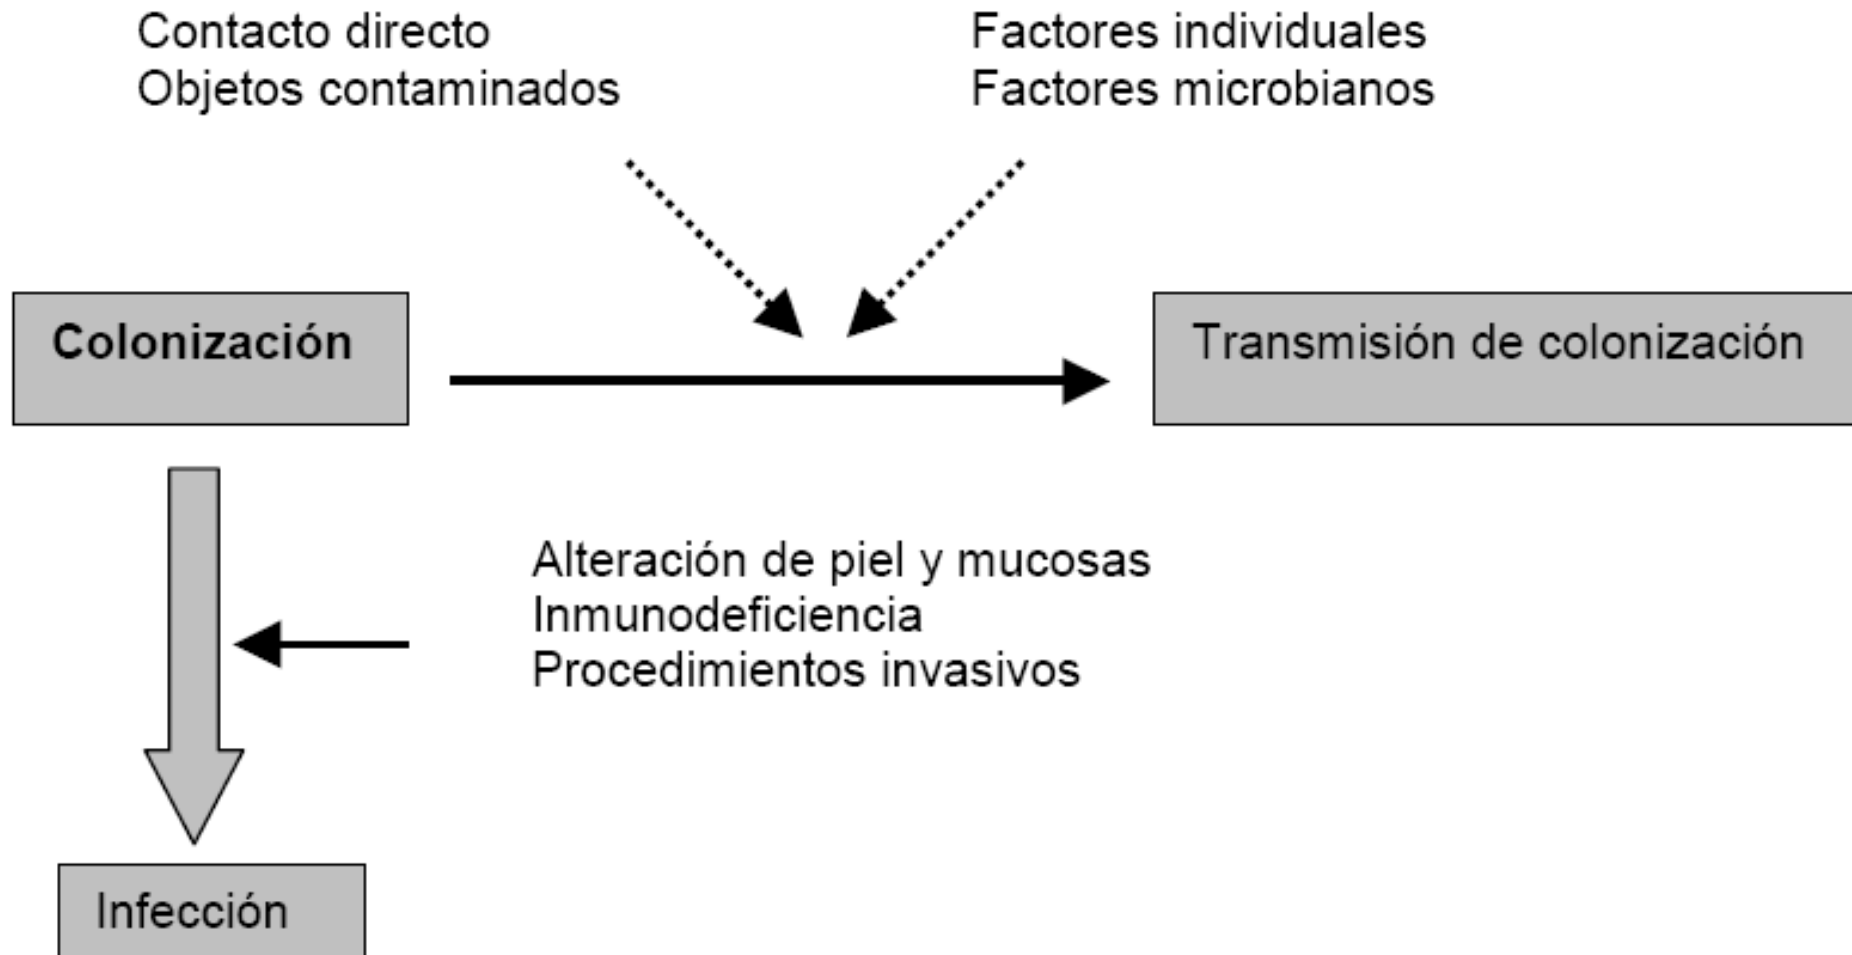 Contacto directo
Objetos contaminados
Factores individuales
Factores microbianos
Colonización
Transmisión de colonización
Alteración de piel y mucosas
Inmunodeficiencia
Procedimientos invasivos
Infección